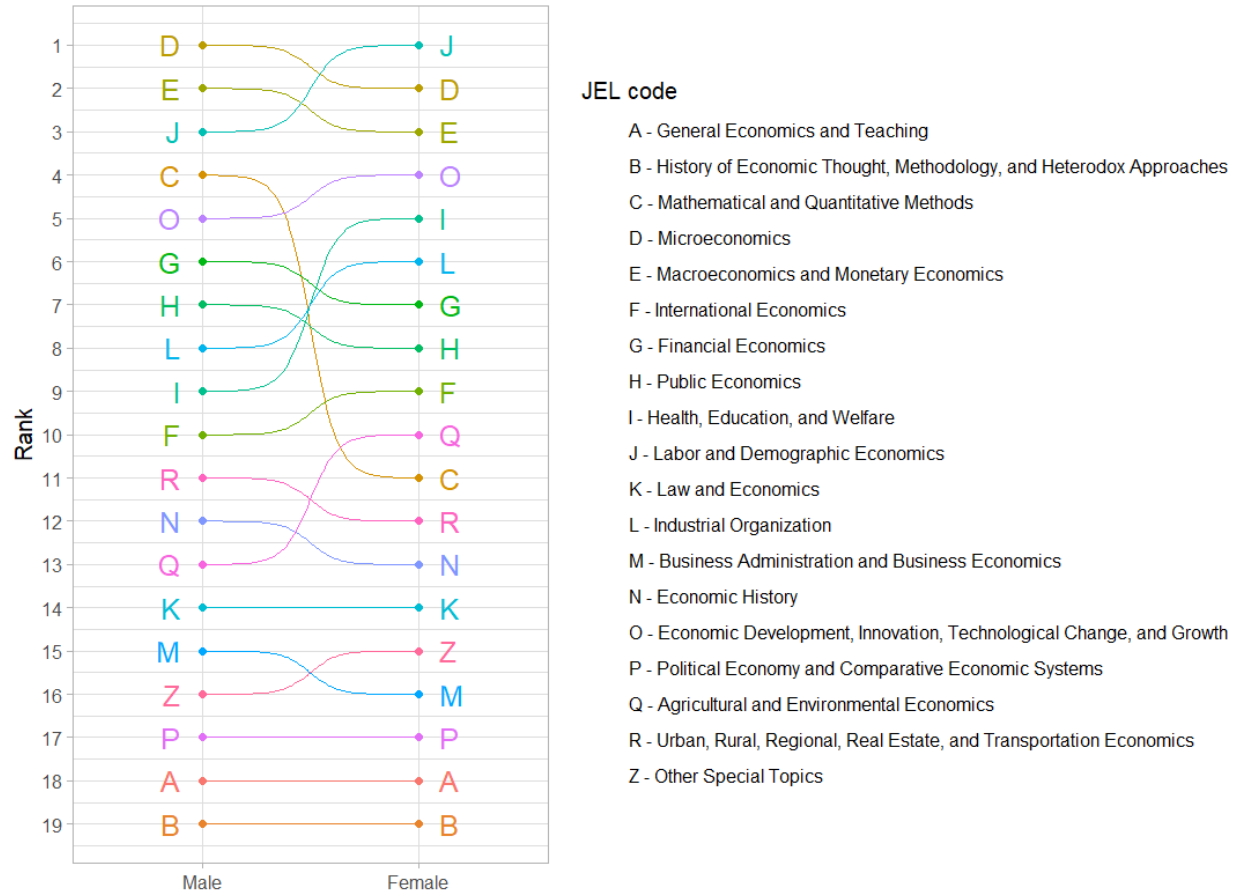 1 D J
2 E D
3 J E
4 C O
5 O I
6 G L
7 H G
8 L H
9 I F
10 F Q
11 R C
12 N R
13 Q N
14 K K
15 M Z
16 Z M
17 P P
18 A A
19 B B
Rank
Male Female
JEL code
A - General Economics and Teaching
B - History of Economic Thought, Methodology, and Heterodox Approaches
C - Mathematical and Quantitative Methods
D - Microeconomics
E - Macroeconomics and Monetary Economics
F - International Economics
G - Financial Economics
H - Public Economics
I - Health, Education, and Welfare
J - Labor and Demographic Economics
K - Law and Economics
L - Industrial Organization
M - Business Administration and Business Economics
N - Economic History
O - Economic Development, Innovation, Technological Change, and Growth
P - Political Economy and Comparative Economic Systems
Q - Agricultural and Environmental Economics
R - Urban, Rural, Regional, Real Estate, and Transportation Economics
Z - Other Special Topics